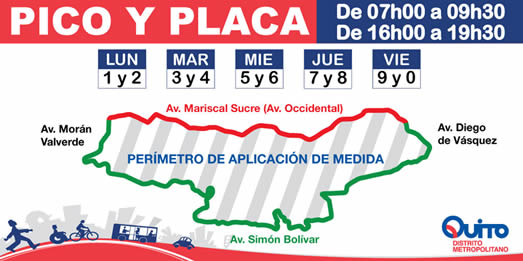 PICO Y PLACA
De 07h00 a 09h30
De 16h00 a 19h30
LUN
1 y 2
MAR
3 y 4
MIE
5 y 6
JUE
7 y 8
VIE
9 y 0
Av. Mariscal Sucre (Av. Occidental)
Av. Morán
Valverde
Av. Diego
de Vásquez
PERÍMETRO DE APLICACIÓN DE MEDIDA
Av. Simón Bolívar
Quito
DISTRITO
METROPOLITANO